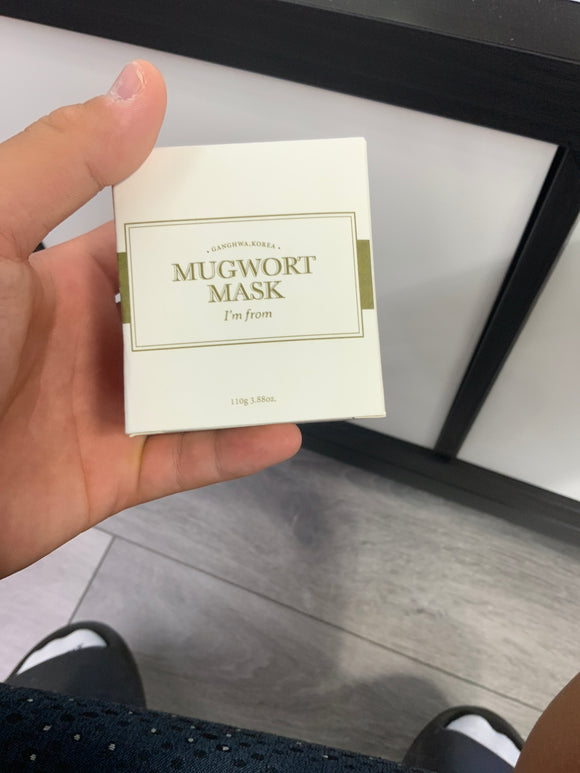 · GANGHWA, KOREA ·
MUGWORT
MASK
I'm from
110g 3.88oz.